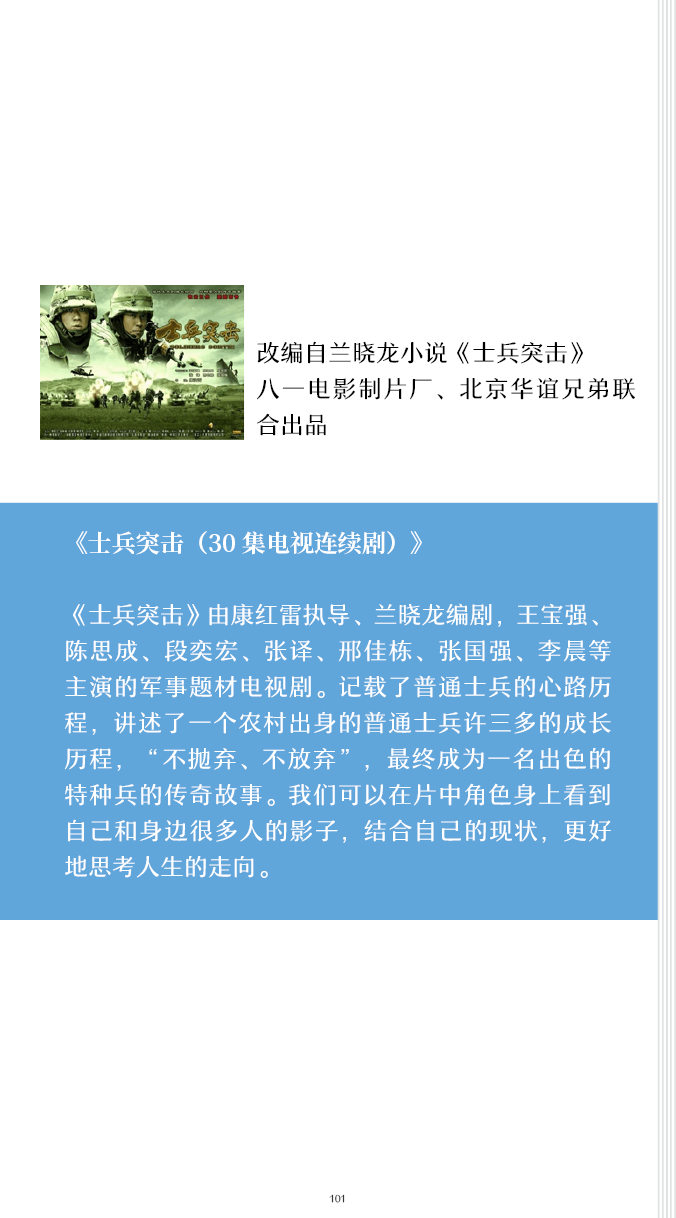 士兵突击
SOLDIERS SORTIE
改编自兰晓龙小说《士兵突击》
八一电影制片厂、北京华谊兄弟联
合出品
《士兵突击（30 集电视连续剧）》
《士兵突击》由康红雷执导、兰晓龙编剧，王宝强、
陈思成、段奕宏、张译、邢佳栋、张国强、李晨等
主演的军事题材电视剧。记载了普通士兵的心路历
程，讲述了一个农村出身的普通士兵许三多的成长
历程，“不抛弃、不放弃”，最终成为一名出色的
特种兵的传奇故事。我们可以在片中角色身上看到
自己和身边很多人的影子，结合自己的现状，更好
地思考人生的走向。
101